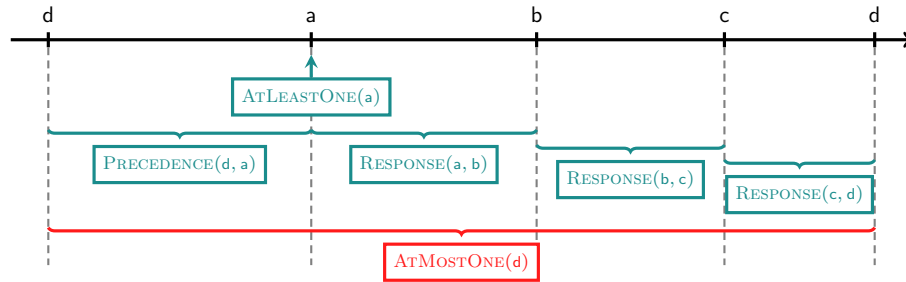 d a b c d
ATLEASTONE(a)
PRECEDENCE(d, a)
RESPONSE(a, b)
RESPONSE(b, c)
RESPONSE(c, d)
ATMOSTONE(d)